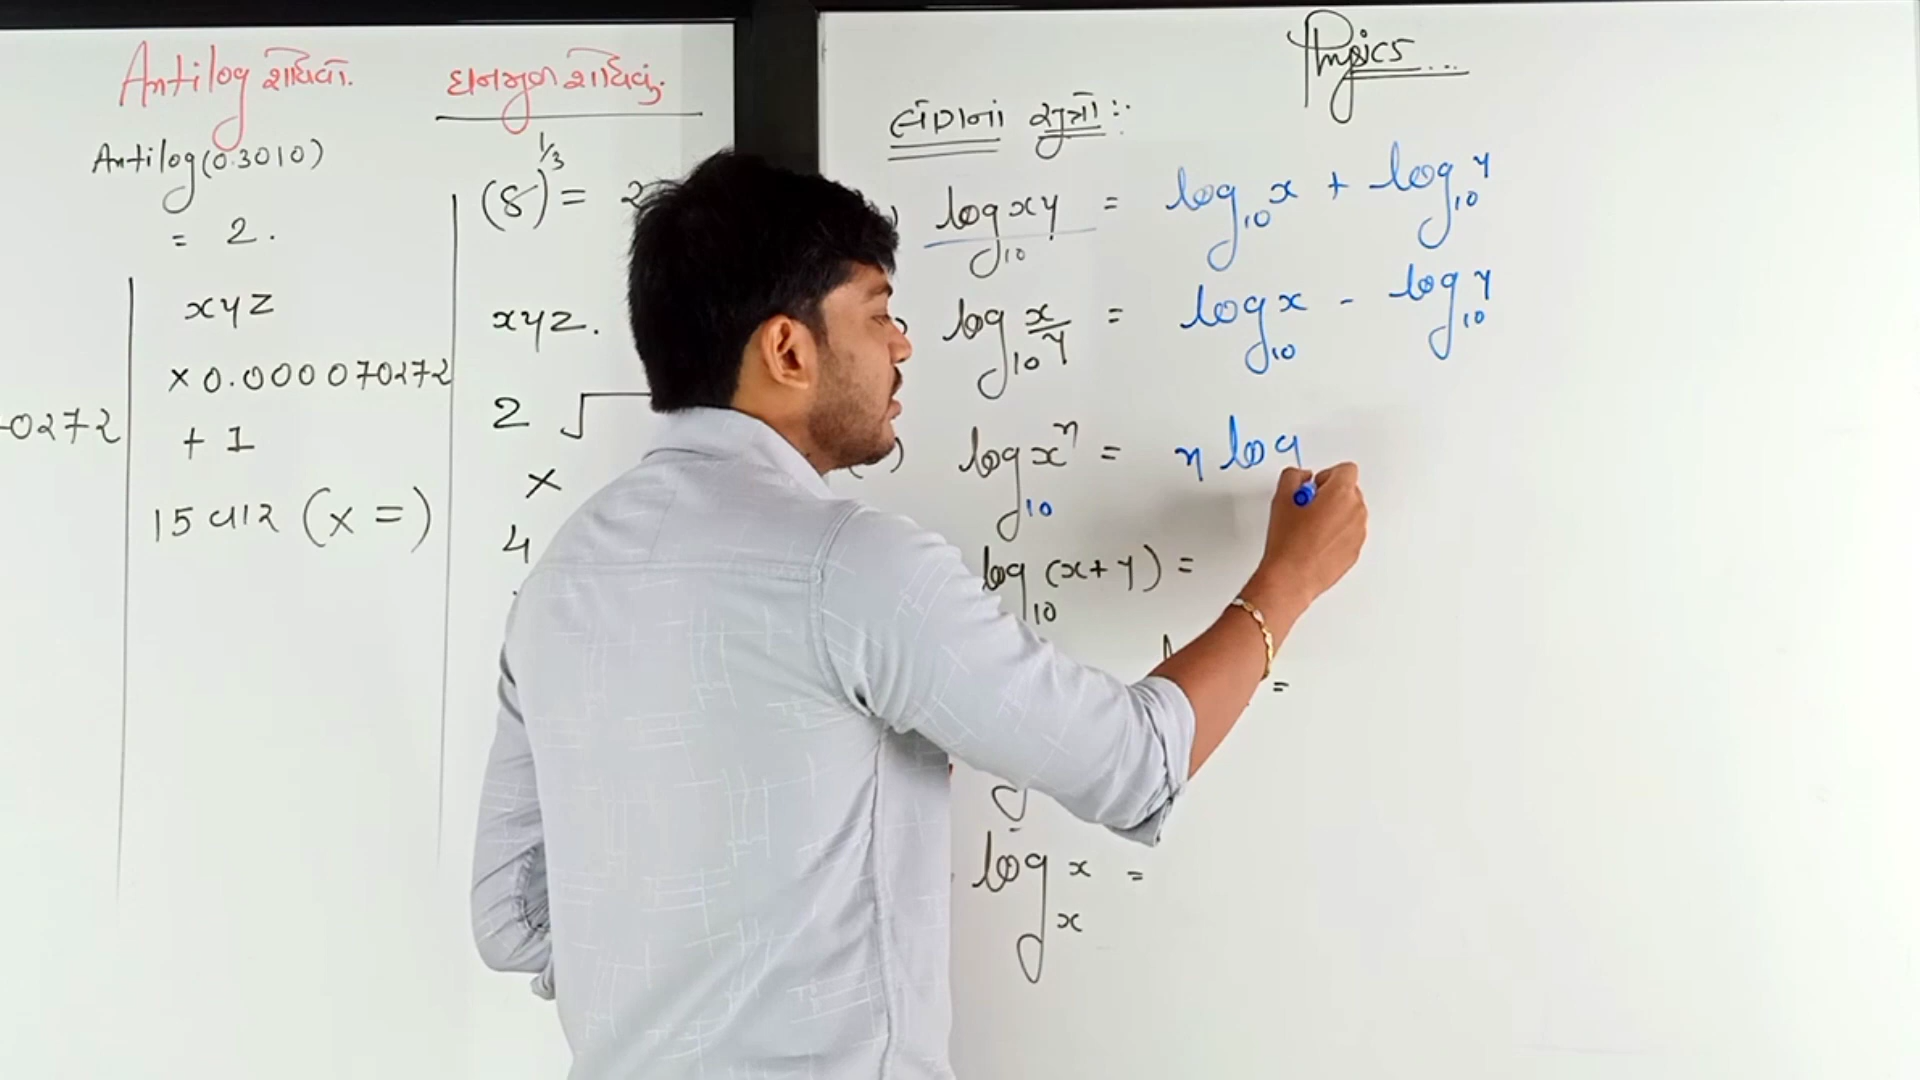 Antilog શોધવો.
Antilog(0.3010)
= 2.
xyz
× 0.000070272
+ 1
15 વાર (x =)
0272
ઘનમૂળ શોધવું.
(8)^1/3 = 2
xyz.
2 √
×
4
Physics...
લોગના સૂત્રો :-
log₁₀ xy = log₁₀ x + log₁₀ y
log₁₀ x/y = log₁₀ x - log₁₀ y
log₁₀ xⁿ = n log
log₁₀ (x+y) =
=
logₓ x =